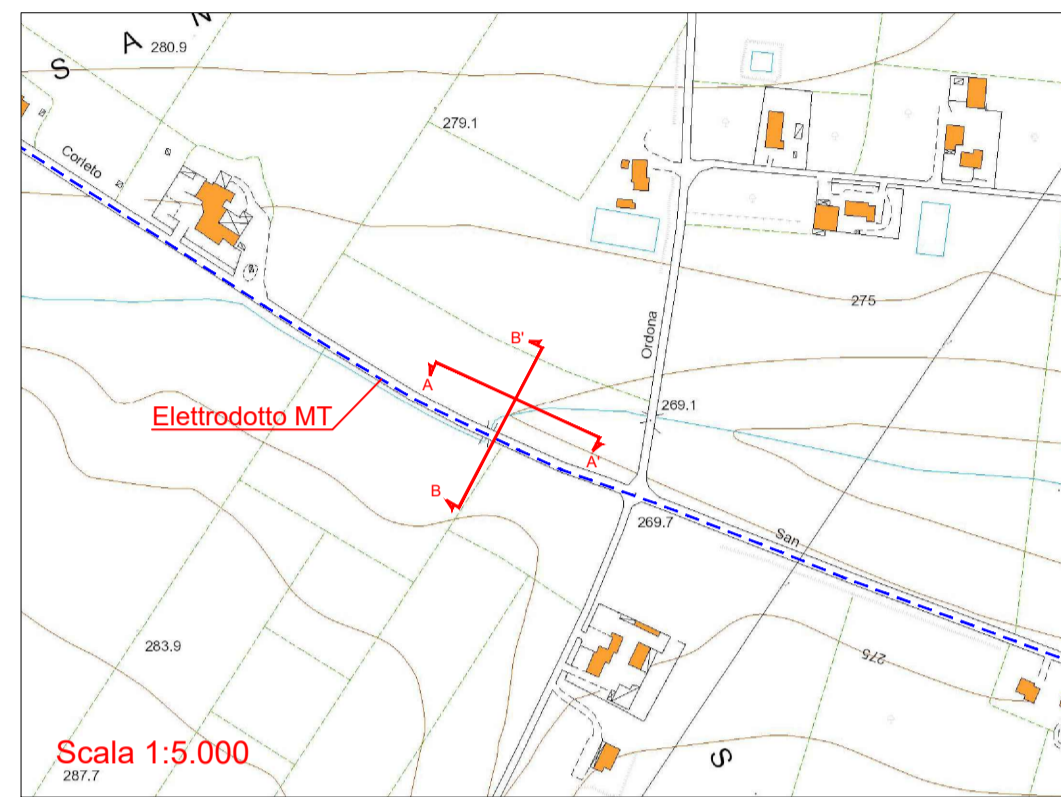 S A N
280.9
279.1
Corleto
275
Ordona
B'
A
269.1
Elettrodotto MT
A'
B
269.7
San
283.9
275
Scala 1:5.000
287.7
S